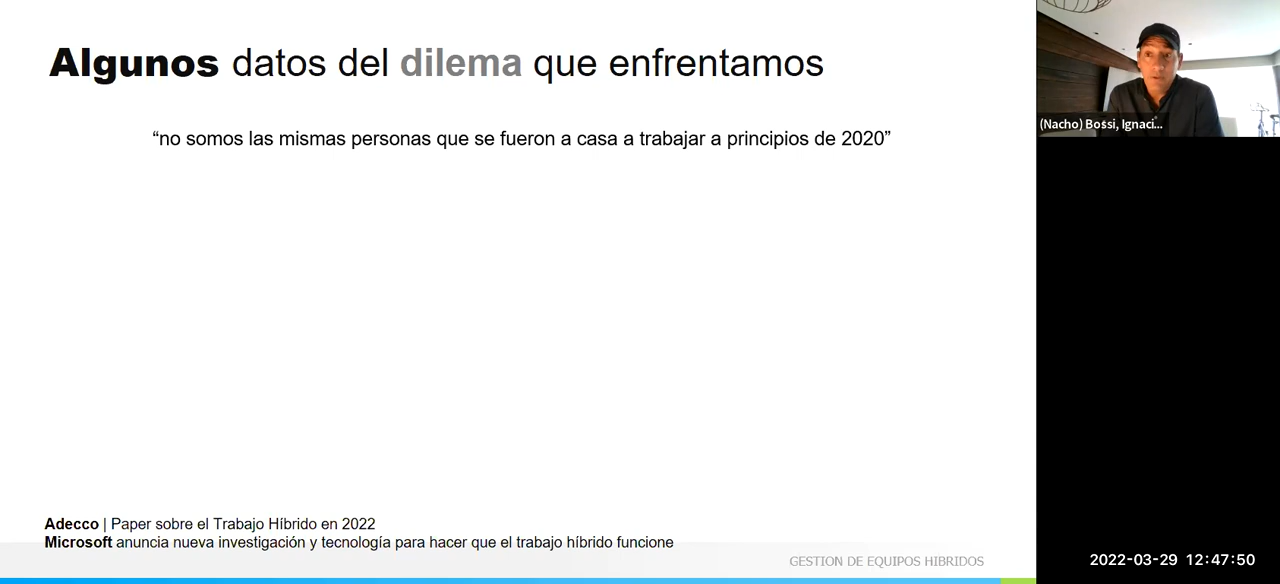 Algunos datos del dilema que enfrentamos
“no somos las mismas personas que se fueron a casa a trabajar a principios de 2020”
(Nacho) Bossi, Ignaci...
Adecco | Paper sobre el Trabajo Híbrido en 2022
Microsoft anuncia nueva investigación y tecnología para hacer que el trabajo híbrido funcione
GESTION DE EQUIPOS HIBRIDOS
2022-03-29 12:47:50